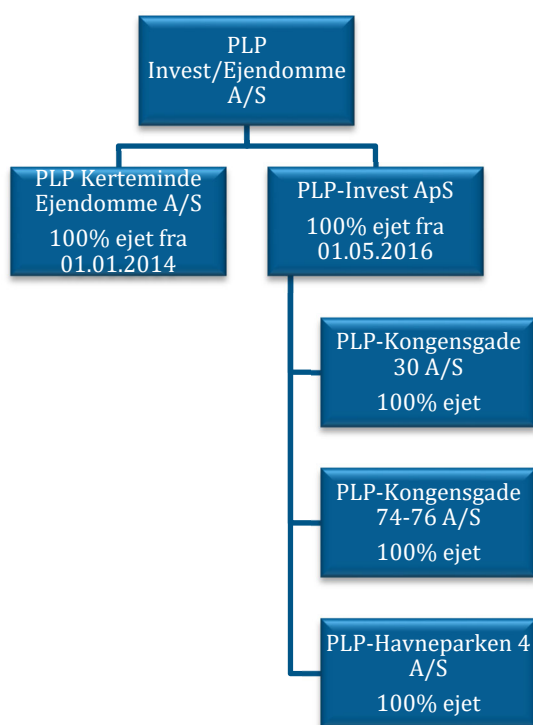 PLP
Invest/Ejendomme
A/S
PLP Kerteminde
Ejendomme A/S
100% ejet fra
01.01.2014
PLP-Invest ApS
100% ejet fra
01.05.2016
PLP-Kongensgade
30 A/S
100% ejet
PLP-Kongensgade
74-76 A/S
100% ejet
PLP-Havneparken 4
A/S
100% ejet